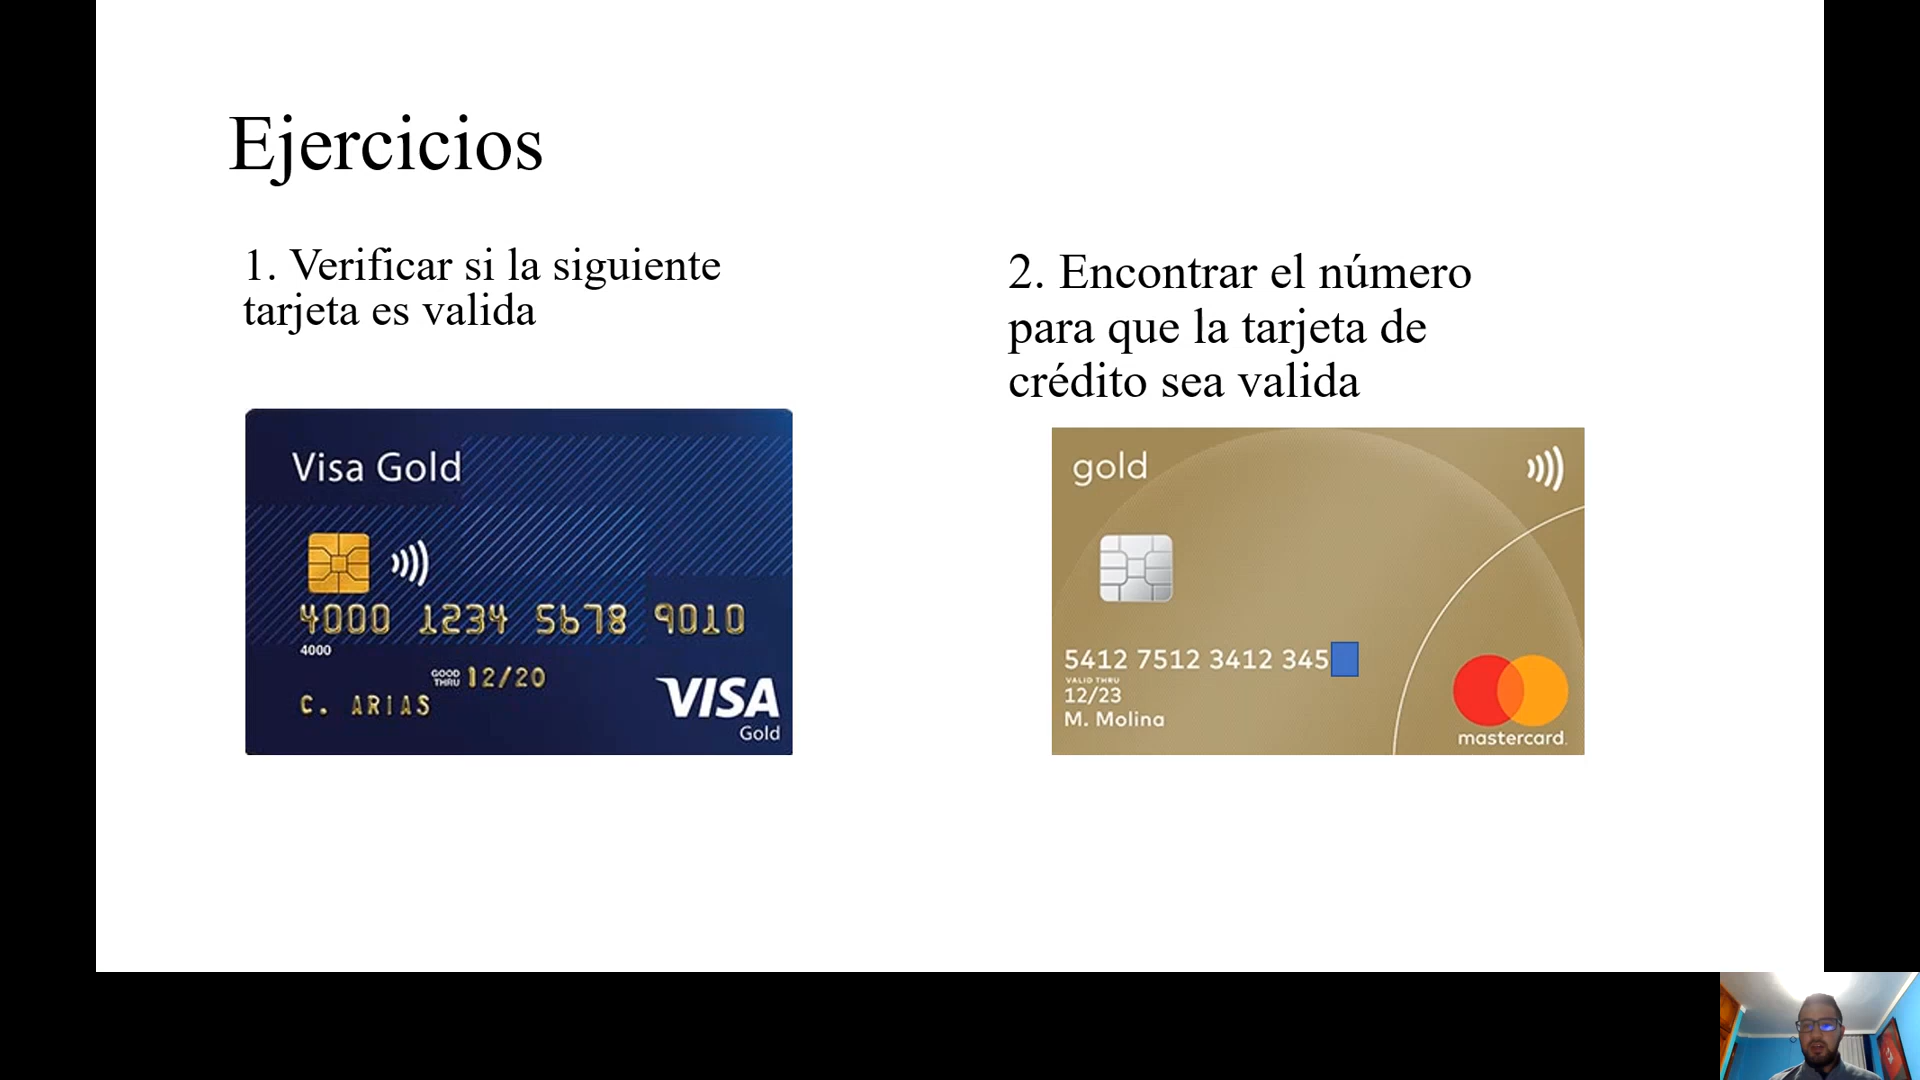 Ejercicios
1. Verificar si la siguiente
tarjeta es valida
2. Encontrar el número
para que la tarjeta de
crédito sea valida
Visa Gold
4000 1234 5678 9010
4000
GOOD
THRU 12/20
C. ARIAS
VISA
Gold
gold
5412 7512 3412 345
VALID THRU
12/23
M. Molina
mastercard.